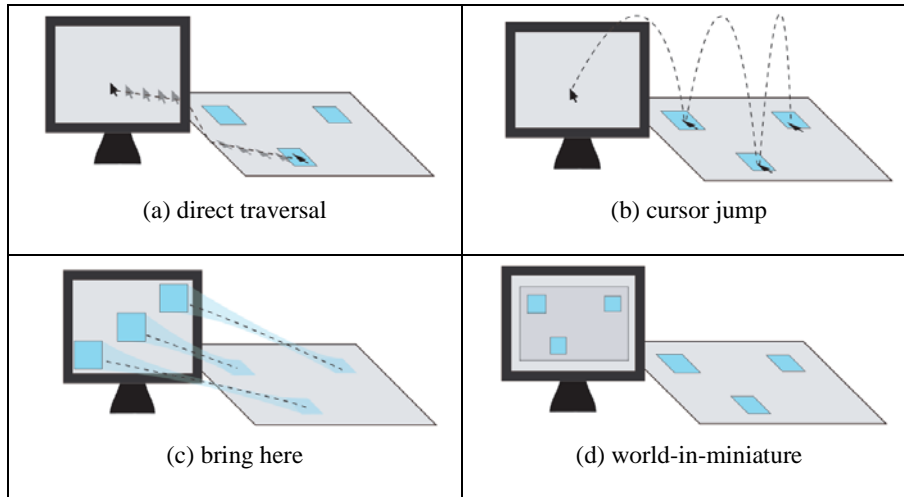 (a) direct traversal
(b) cursor jump
(c) bring here
(d) world-in-miniature